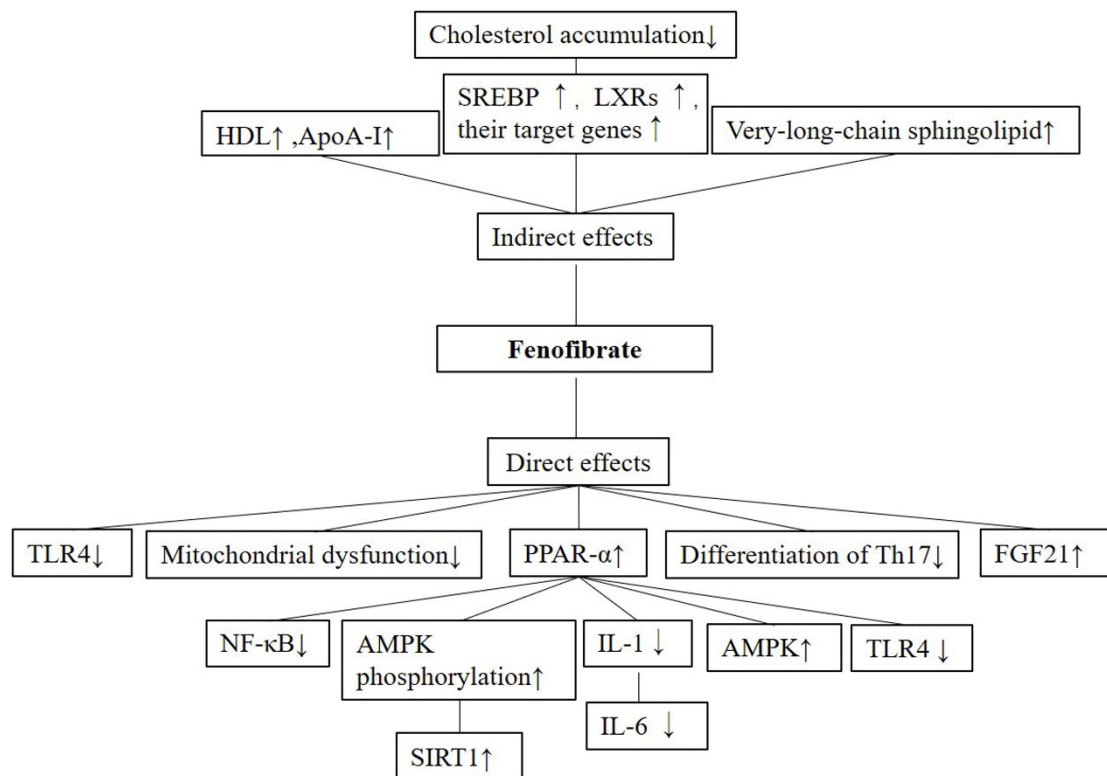 Cholesterol accumulation↓
SREBP ↑, LXRs ↑,
their target genes ↑
HDL↑ ,ApoA-I↑
Very-long-chain sphingolipid↑
Indirect effects
Fenofibrate
Direct effects
TLR4↓
Mitochondrial dysfunction↓
PPAR-α↑
Differentiation of Th17↓
FGF21↑
NF-κB↓
AMPK
phosphorylation↑
IL-1 ↓
AMPK↑
TLR4 ↓
IL-6 ↓
SIRT1↑